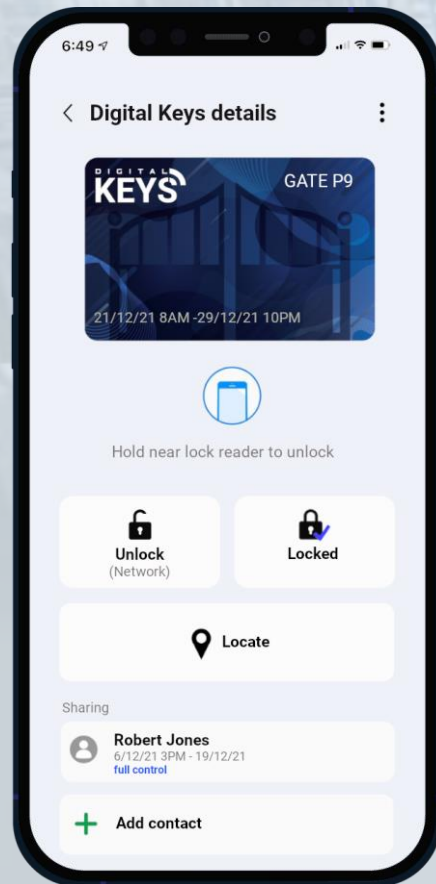 6:49
Digital Keys details
DIGITAL
KEYS
GATE P9
21/12/21 8AM -29/12/21 10PM
Hold near lock reader to unlock
Unlock
(Network)
Locked
Locate
Sharing
Robert Jones
6/12/21 3PM - 19/12/21
full control
Add contact